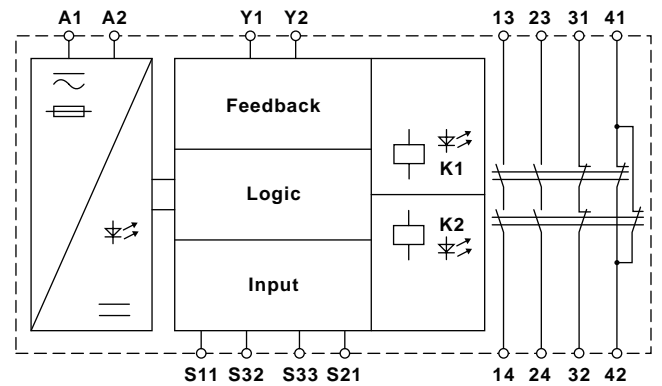 A1 A2 Y1 Y2 13 23 31 41
Feedback
K1
Logic
K2
Input
S11 S32 S33 S21 14 24 32 42